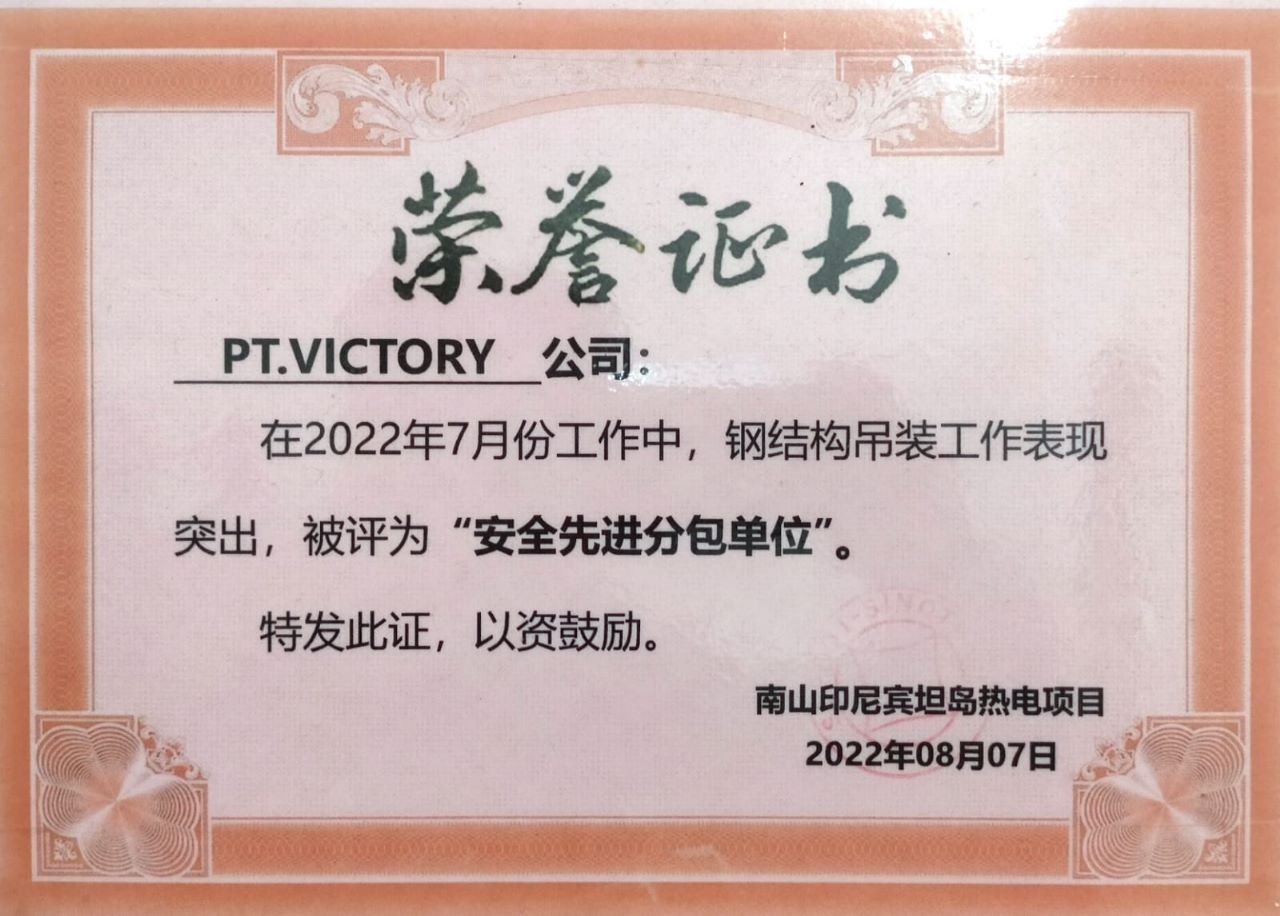 荣誉证书
PT.VICTORY 公司：
在2022年7月份工作中，钢结构吊装工作表现
突出，被评为“安全先进分包单位”。
特发此证，以资鼓励。
南山印尼宾坦岛热电项目
2022年08月07日